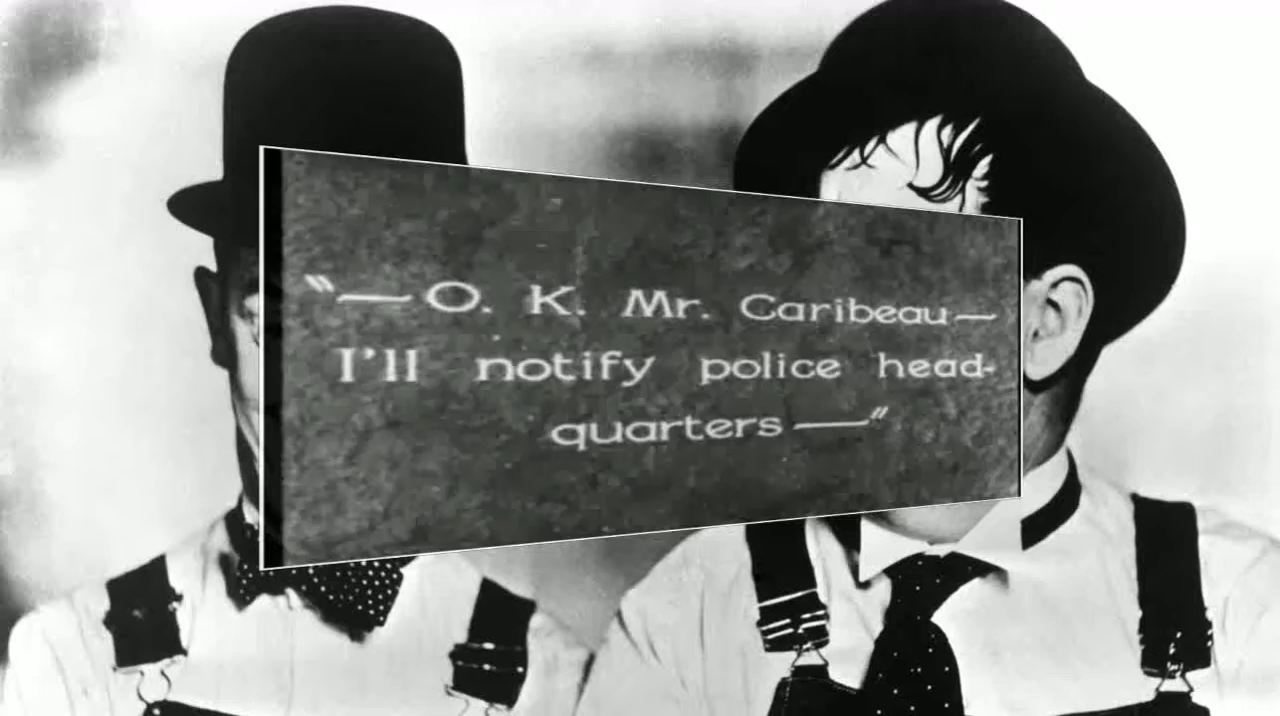 "—O. K. Mr. Caribeau—
I'll notify police head-
quarters—"